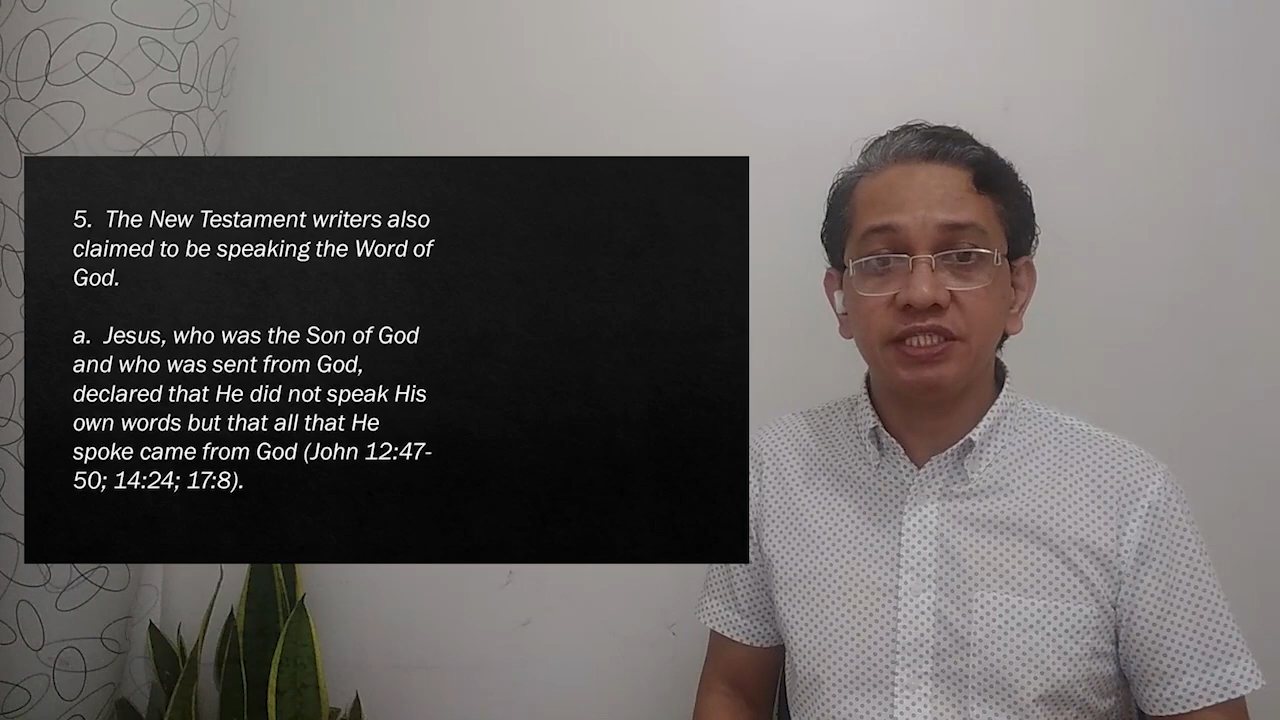 5. The New Testament writers also
claimed to be speaking the Word of
God.
a. Jesus, who was the Son of God
and who was sent from God,
declared that He did not speak His
own words but that all that He
spoke came from God (John 12:47-
50; 14:24; 17:8).